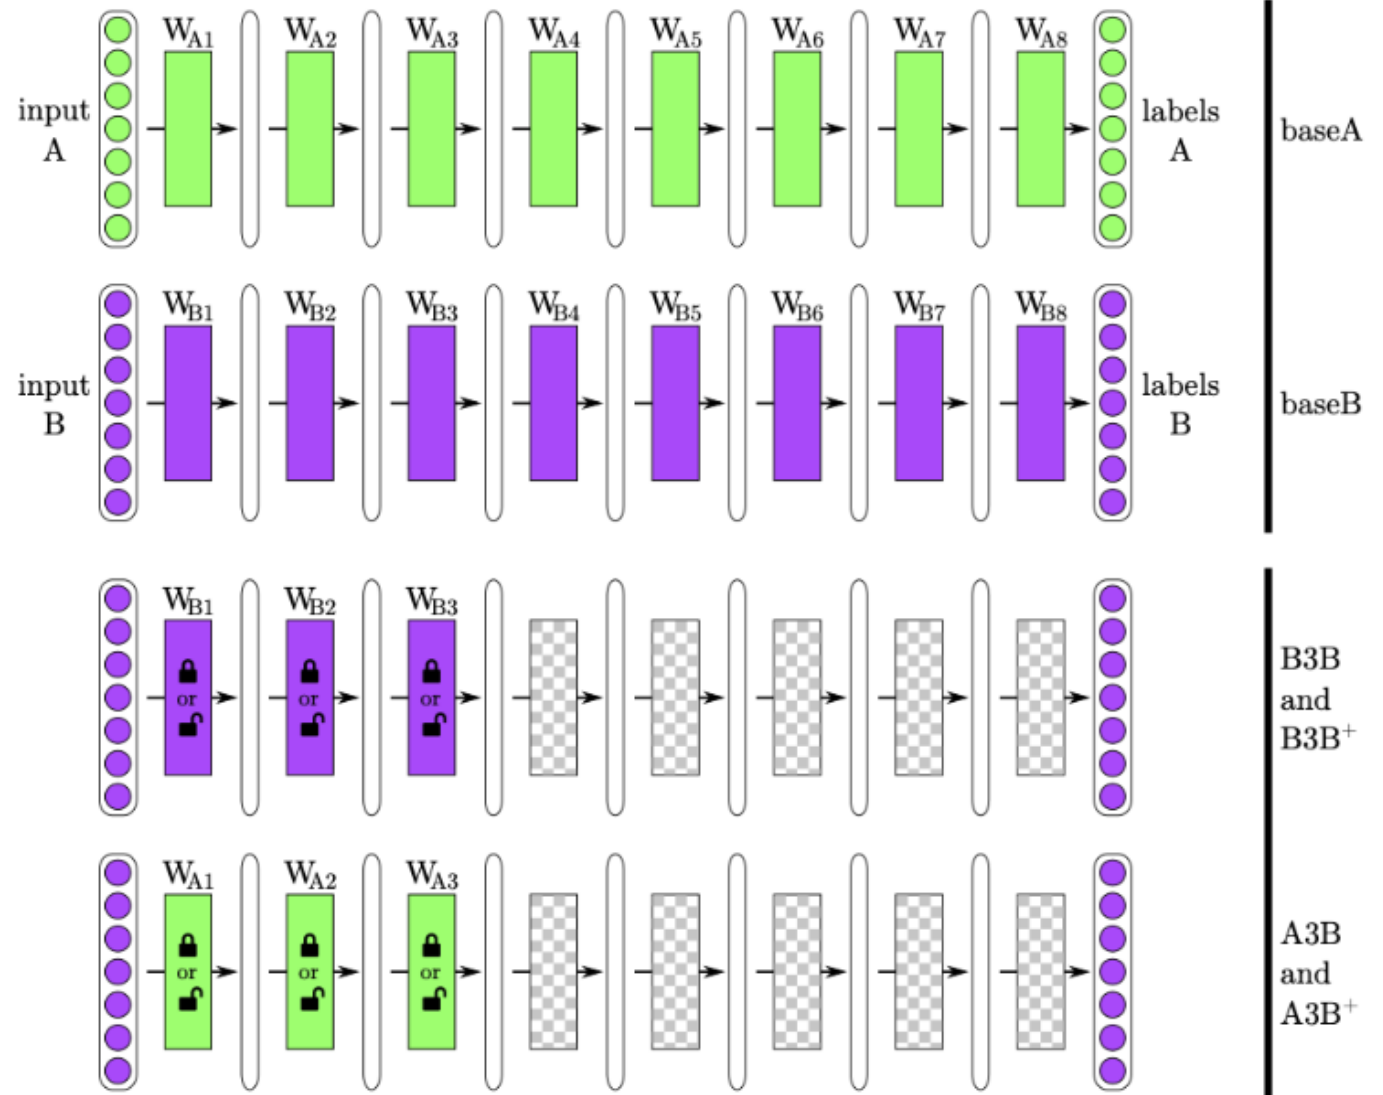 W_A1 W_A2 W_A3 W_A4 W_A5 W_A6 W_A7 W_A8
input
A
labels
A
baseA
W_B1 W_B2 W_B3 W_B4 W_B5 W_B6 W_B7 W_B8
input
B
labels
B
baseB
W_B1 W_B2 W_B3
or or or
B3B
and
B3B⁺
W_A1 W_A2 W_A3
or or or
A3B
and
A3B⁺